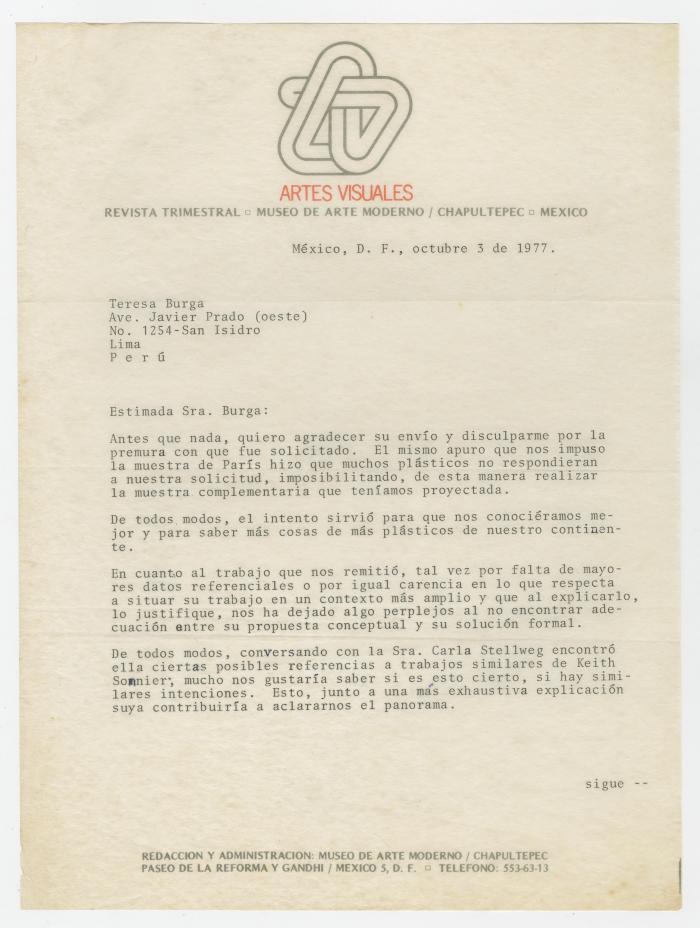 ARTES VISUALES
REVISTA TRIMESTRAL ▫ MUSEO DE ARTE MODERNO / CHAPULTEPEC ▫ MEXICO
México, D. F., octubre 3 de 1977.
Teresa Burga
Ave. Javier Prado (oeste)
No. 1254-San Isidro
Lima
P e r ú
Estimada Sra. Burga:
Antes que nada, quiero agradecer su envío y disculparme por la
premura con que fue solicitado. El mismo apuro que nos impuso
la muestra de París hizo que muchos plásticos no respondieran
a nuestra solicitud, imposibilitando, de esta manera realizar
la muestra complementaria que teníamos proyectada.
De todos modos, el intento sirvió para que nos conociéramos me-
jor y para saber más cosas de más plásticos de nuestro continen-
te.
En cuanto al trabajo que nos remitió, tal vez por falta de mayo-
res datos referenciales o por igual carencia en lo que respecta
a situar su trabajo en un contexto más amplio y que al explicarlo,
lo justifique, nos ha dejado algo perplejos al no encontrar ade-
cuación entre su propuesta conceptual y su solución formal.
De todos modos, conversando con la Sra. Carla Stellweg encontró
ella ciertas posibles referencias a trabajos similares de Keith
Sonnier, mucho nos gustaría saber si es esto cierto, si hay simi-
lares intenciones. Esto, junto a una más exhaustiva explicación
suya contribuiría a aclararnos el panorama.
sigue --
REDACCION Y ADMINISTRACION: MUSEO DE ARTE MODERNO / CHAPULTEPEC
PASEO DE LA REFORMA Y GANDHI / MEXICO 5, D. F. ▫ TELEFONO: 553-63-13